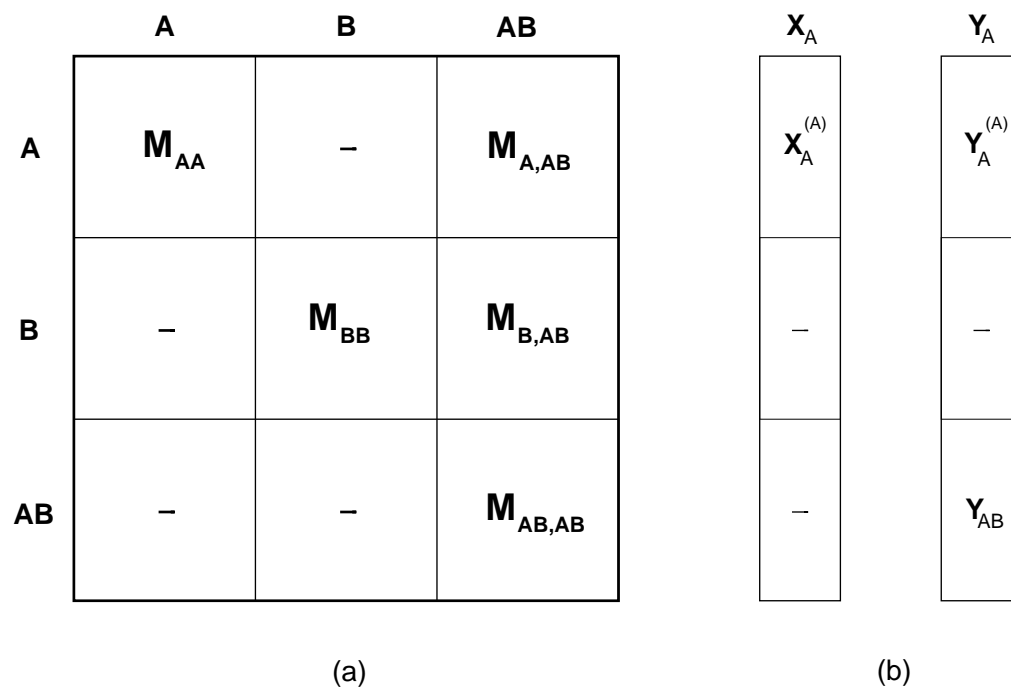 A B AB X_A Y_A
A M_AA – M_A,AB X_A^(A) Y_A^(A)
B – M_BB M_B,AB – –
AB – – M_AB,AB – Y_AB
(a) (b)